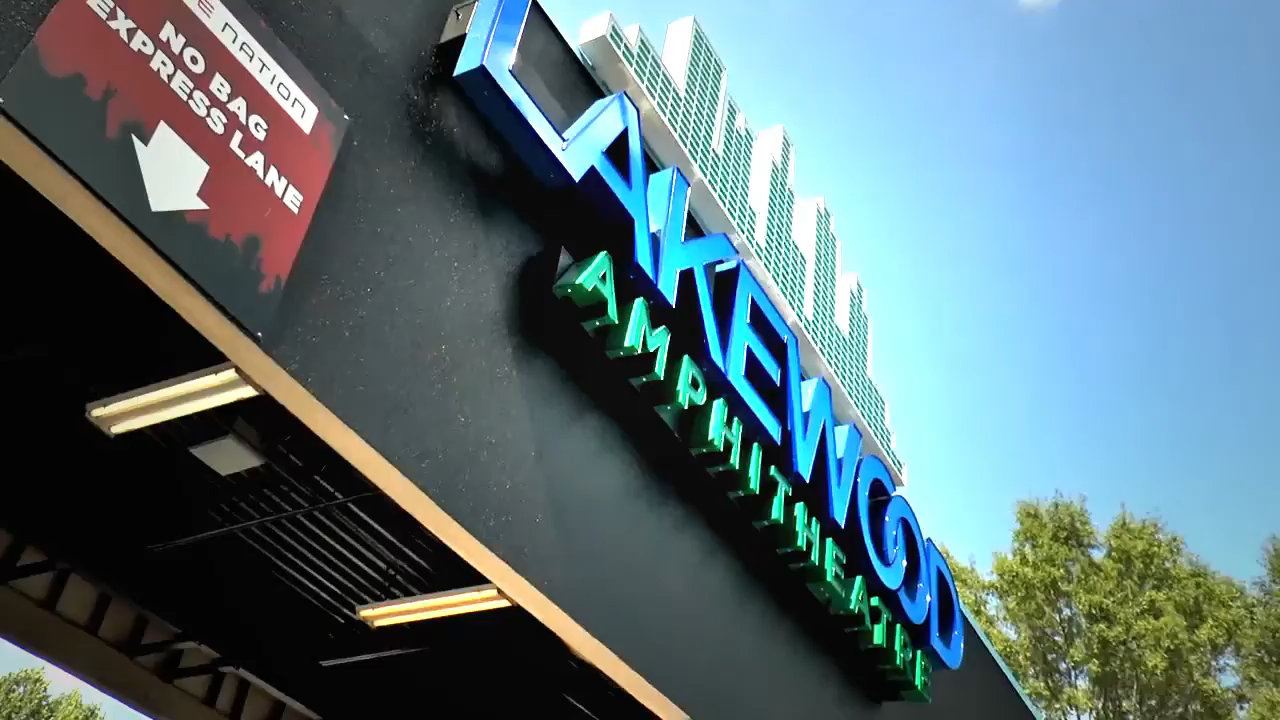 E NATION
NO BAG
EXPRESS LANE
LAKEWOOD
AMPHITHEATRE